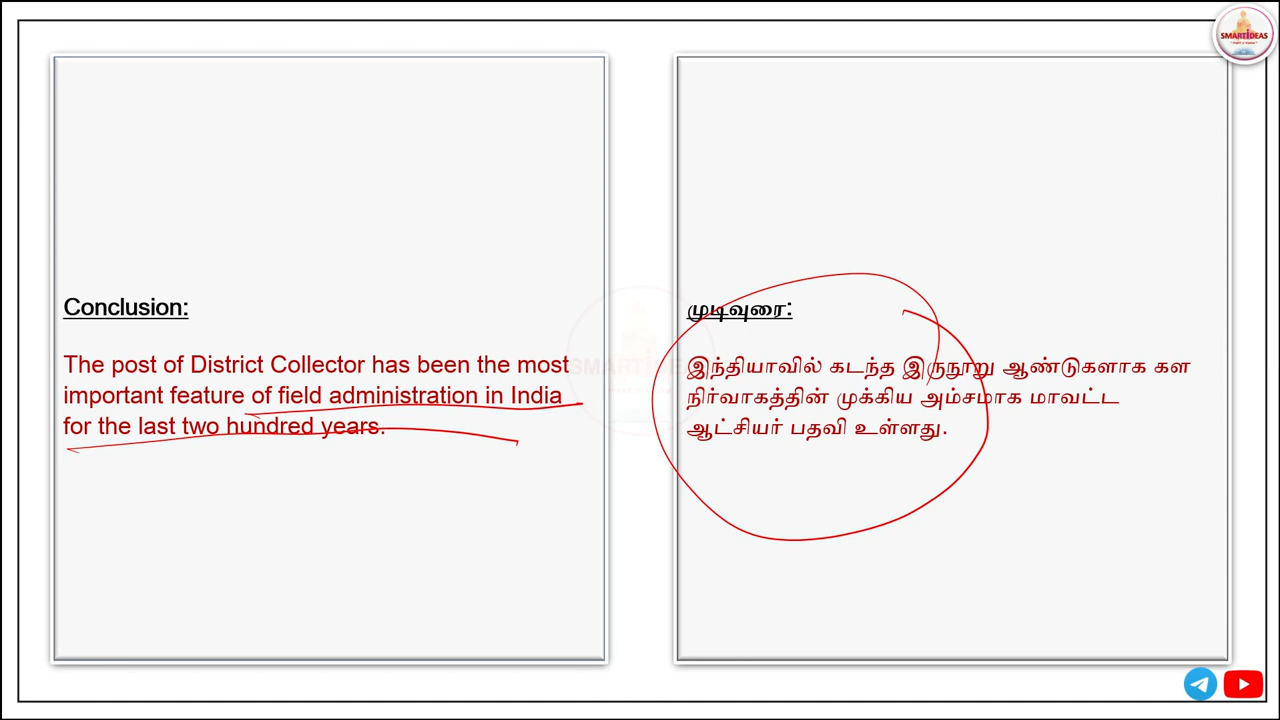 SMARTIDEAS
Conclusion:
The post of District Collector has been the most
important feature of field administration in India
for the last two hundred years.
முடிவுரை:
இந்தியாவில் கடந்த இருநூறு ஆண்டுகளாக கள
நிர்வாகத்தின் முக்கிய அம்சமாக மாவட்ட
ஆட்சியர் பதவி உள்ளது.
SMARTIDEAS